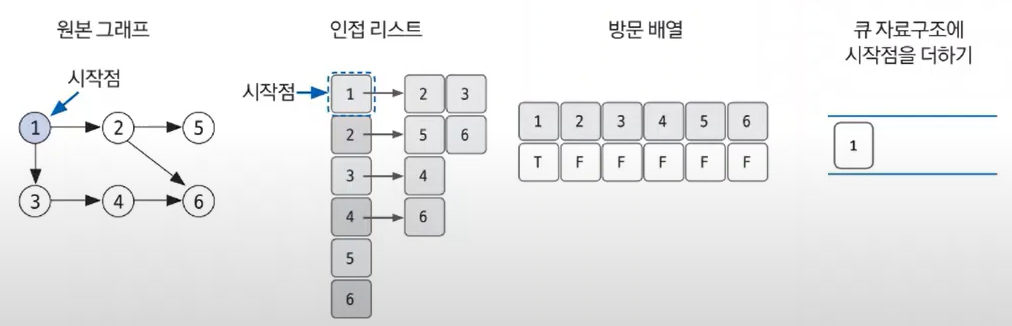 원본 그래프
시작점
1 2 5
3 4 6
인접 리스트
시작점
1 2 3
2 5 6
3 4
4 6
5
6
방문 배열
1 2 3 4 5 6
T F F F F F
큐 자료구조에
시작점을 더하기
1